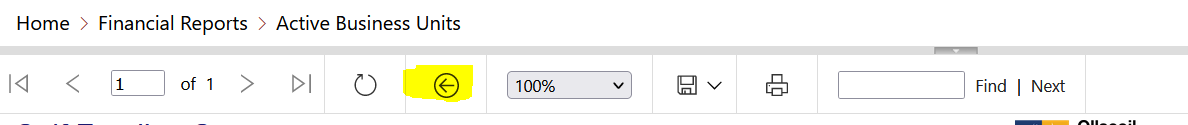 Home > Financial Reports > Active Business Units
1 of 1 100% Find | Next